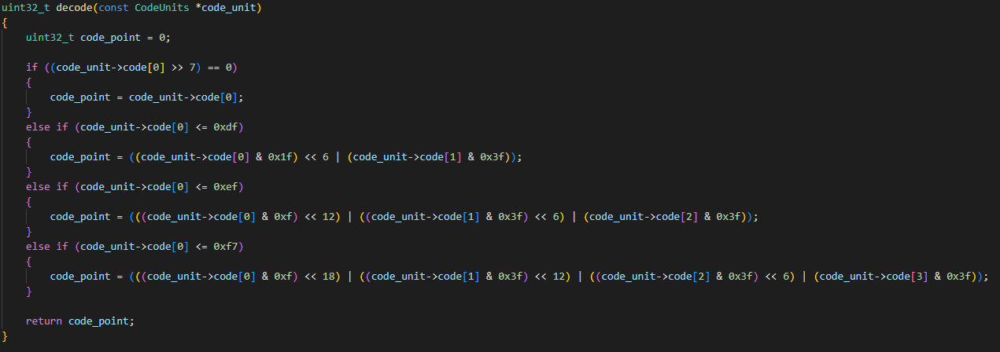 uint32_t decode(const CodeUnits *code_unit)
{
    uint32_t code_point = 0;

    if ((code_unit->code[0] >> 7) == 0)
    {
        code_point = code_unit->code[0];
    }
    else if (code_unit->code[0] <= 0xdf)
    {
        code_point = ((code_unit->code[0] & 0x1f) << 6 | (code_unit->code[1] & 0x3f));
    }
    else if (code_unit->code[0] <= 0xef)
    {
        code_point = (((code_unit->code[0] & 0xf) << 12) | ((code_unit->code[1] & 0x3f) << 6) | (code_unit->code[2] & 0x3f));
    }
    else if (code_unit->code[0] <= 0xf7)
    {
        code_point = (((code_unit->code[0] & 0xf) << 18) | ((code_unit->code[1] & 0x3f) << 12) | ((code_unit->code[2] & 0x3f) << 6) | (code_unit->code[3] & 0x3f));
    }

    return code_point;
}